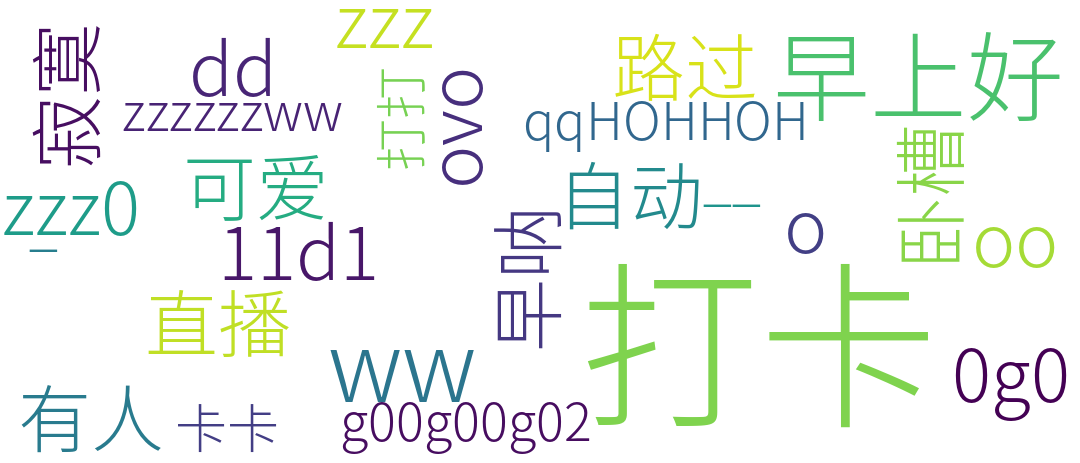 zzz
路过
早上好
寂寞
dd
打打
ovo
zzzzzzww
qqHOHHOH
可爱
自动
卧槽
zzz0
11d1
早呐
o
oo
直播
打卡
ww
0g0
有人
卡卡
g00g00g02